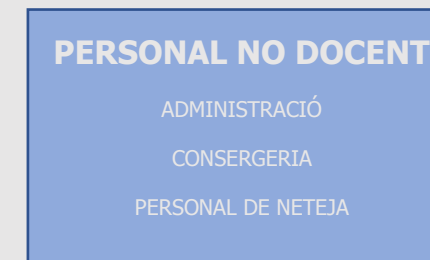 PERSONAL NO DOCENT
ADMINISTRACIÓ
CONSERGERIA
PERSONAL DE NETEJA